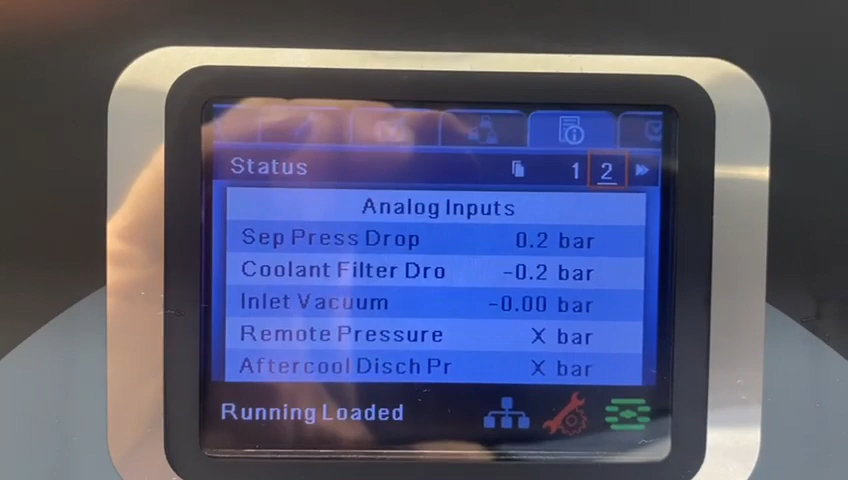 Status 1 2
Analog Inputs
Sep Press Drop 0.2 bar
Coolant Filter Dro -0.2 bar
Inlet Vacuum -0.00 bar
Remote Pressure X bar
Aftercool Disch Pr X bar
Running Loaded